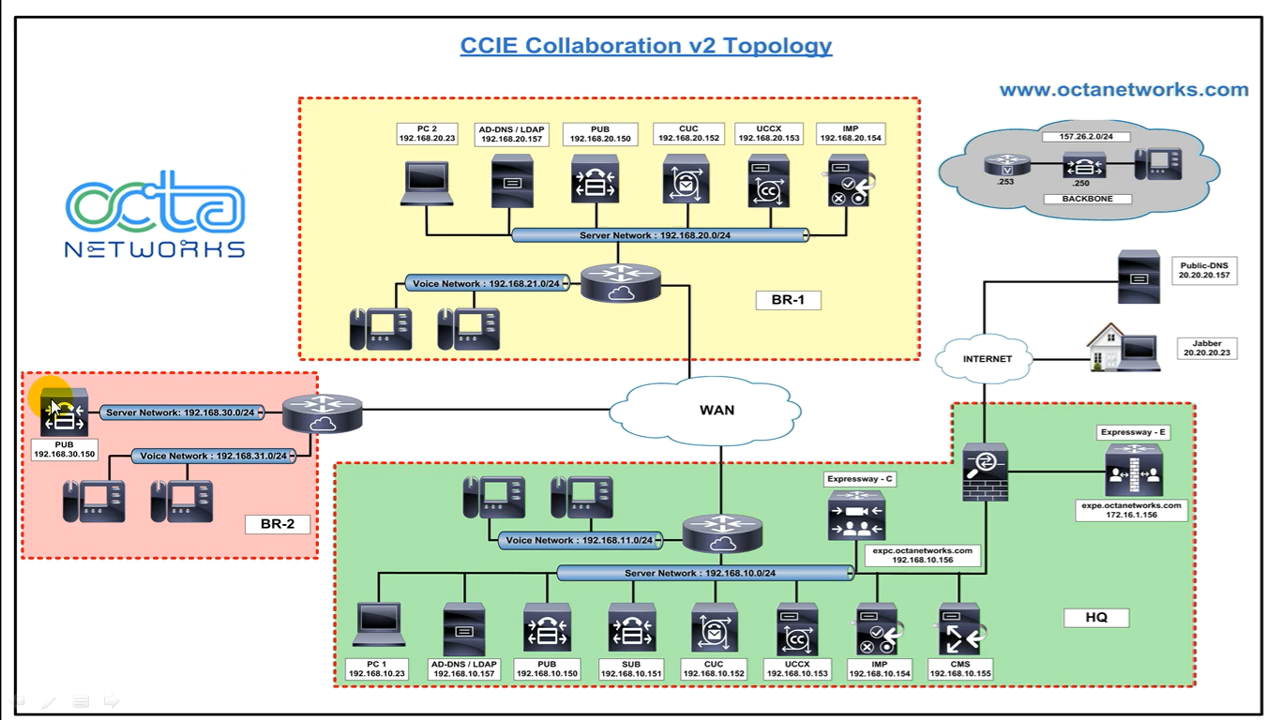 CCIE Collaboration v2 Topology
www.octanetworks.com
octa
NETWORKS
PC 2
192.168.20.23
AD-DNS / LDAP
192.168.20.157
PUB
192.168.20.150
CUC
192.168.20.152
UCCX
192.168.20.153
IMP
192.168.20.154
CC
Server Network : 192.168.20.0/24
Voice Network : 192.168.21.0/24
BR-1
157.26.2.0/24
V
.253
.250
BACKBONE
Public-DNS
20.20.20.157
INTERNET
Jabber
20.20.20.23
WAN
Server Network: 192.168.30.0/24
PUB
192.168.30.150
Voice Network : 192.168.31.0/24
BR-2
Expressway - C
expc.octanetworks.com
192.168.10.156
Expressway - E
expe.octanetworks.com
172.16.1.156
Voice Network : 192.168.11.0/24
Server Network : 192.168.10.0/24
HQ
CC
PC 1
192.168.10.23
AD-DNS / LDAP
192.168.10.157
PUB
192.168.10.150
SUB
192.168.10.151
CUC
192.168.10.152
UCCX
192.168.10.153
IMP
192.168.10.154
CMS
192.168.10.155